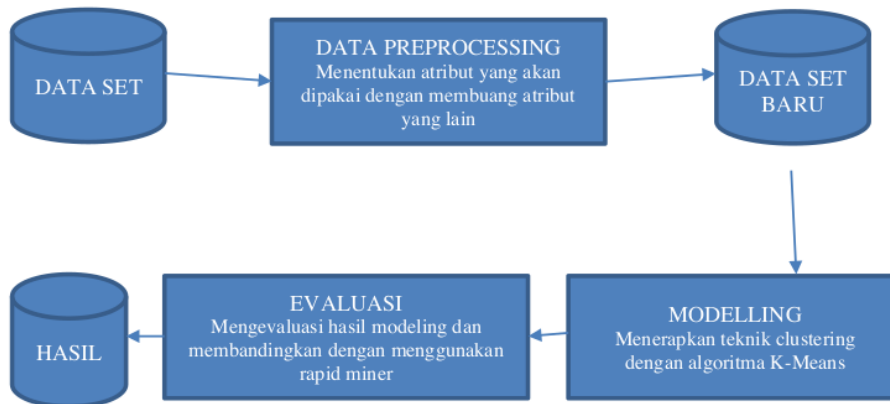 DATA SET
DATA PREPROCESSING
Menentukan atribut yang akan
dipakai dengan membuang atribut
yang lain
DATA SET
BARU
HASIL
EVALUASI
Mengevaluasi hasil modeling dan
membandingkan dengan menggunakan
rapid miner
MODELLING
Menerapkan teknik clustering
dengan algoritma K-Means